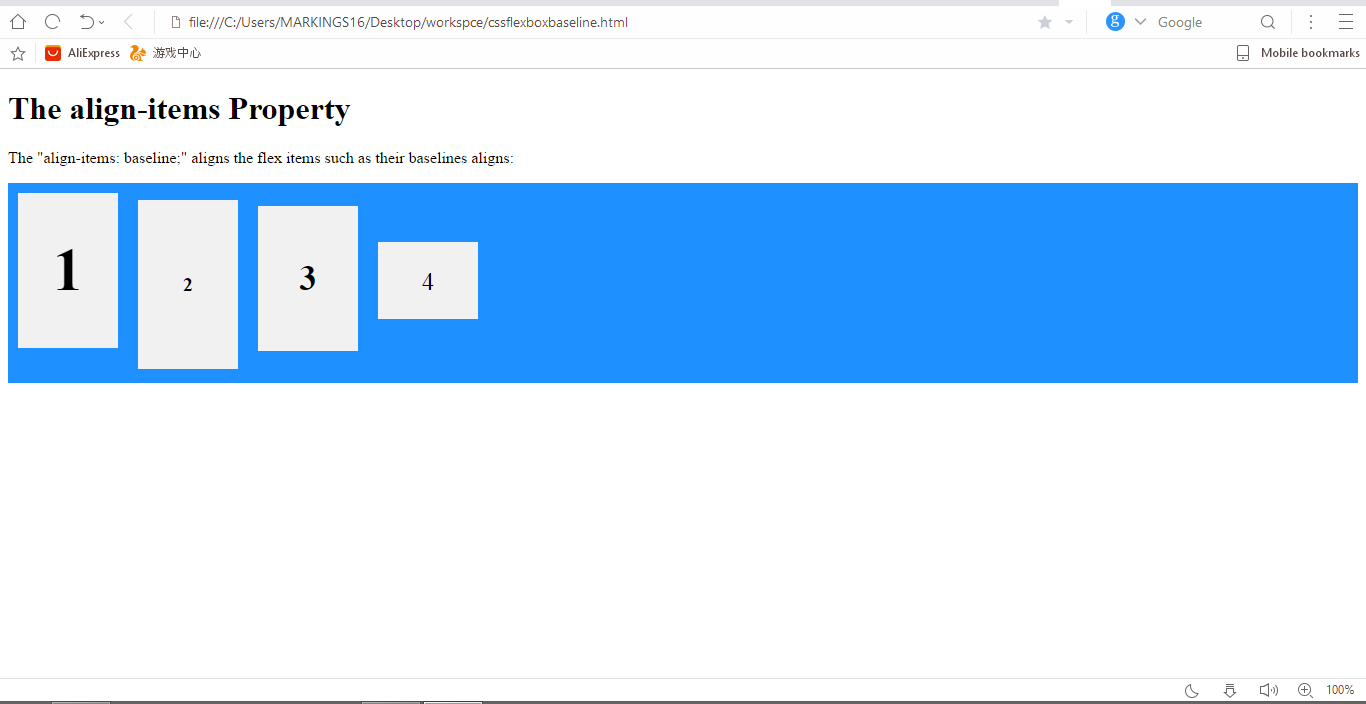 file:///C:/Users/MARKINGS16/Desktop/workspce/cssflexboxbaseline.html
g Google
AliExpress 游戏中心 Mobile bookmarks
The align-items Property
The "align-items: baseline;" aligns the flex items such as their baselines aligns:
1 2 3 4
100%